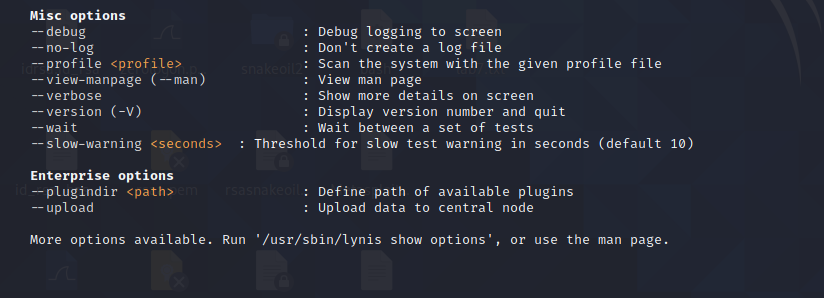 Misc options
--debug : Debug logging to screen
--no-log : Don't create a log file
--profile <profile> : Scan the system with the given profile file
--view-manpage (--man) : View man page
--verbose : Show more details on screen
--version (-V) : Display version number and quit
--wait : Wait between a set of tests
--slow-warning <seconds> : Threshold for slow test warning in seconds (default 10)
Enterprise options
--plugindir <path> : Define path of available plugins
--upload : Upload data to central node
More options available. Run '/usr/sbin/lynis show options', or use the man page.